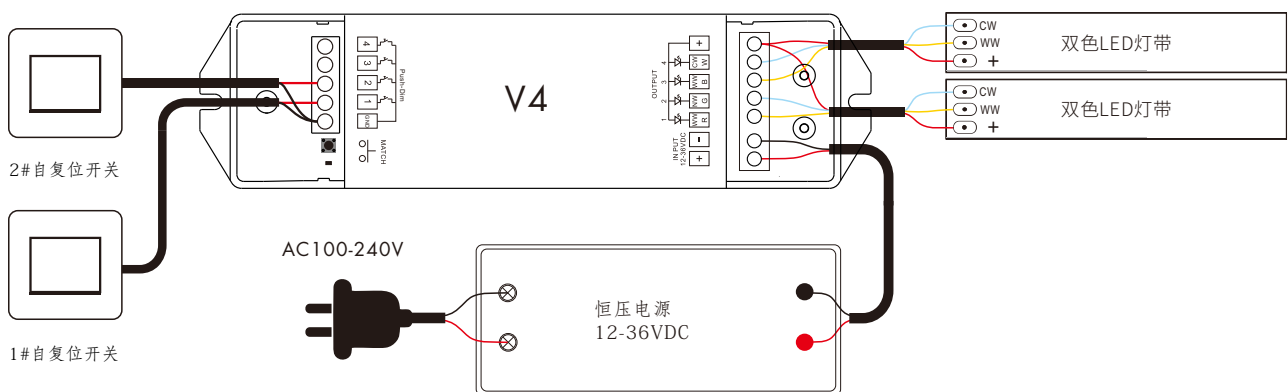 2#自复位开关
1#自复位开关
4
3
2
1
GND
Push-Dim
MATCH
V4
OUTPUT
+
4
CW
W
3
WW
B
2
NW
G
1
WW
R
INPUT
12-36VDC
-
+
CW
WW
+
双色LED灯带
CW
WW
+
双色LED灯带
AC100-240V
恒压电源
12-36VDC